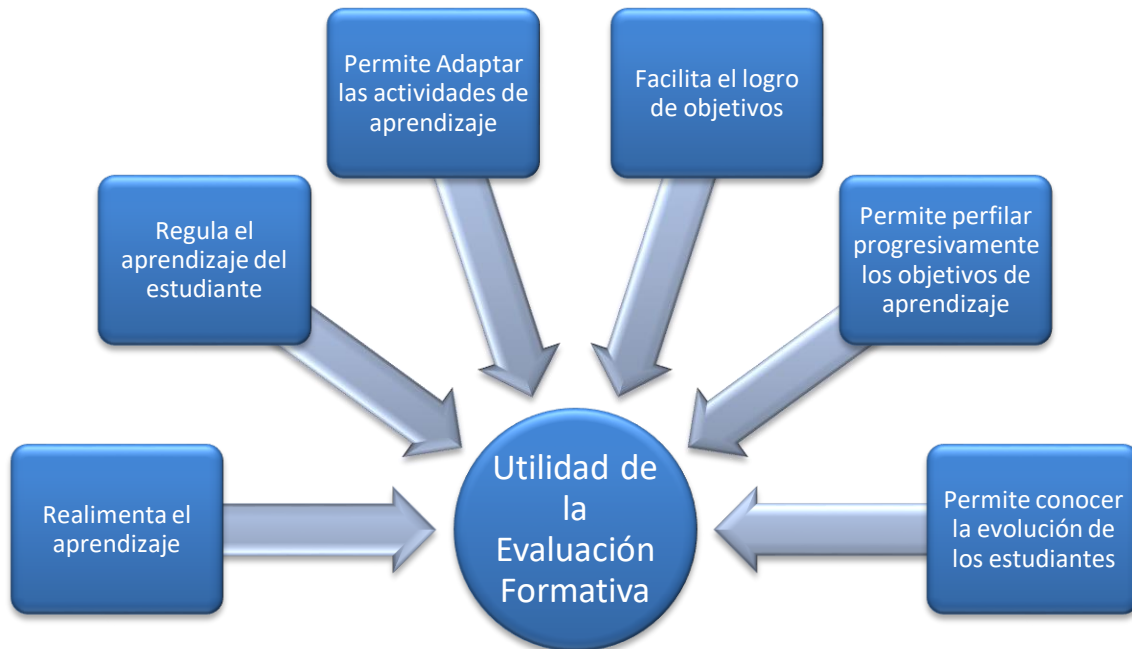 Realimenta el
aprendizaje
Regula el
aprendizaje del
estudiante
Permite Adaptar
las actividades de
aprendizaje
Facilita el logro
de objetivos
Permite perfilar
progresivamente
los objetivos de
aprendizaje
Permite conocer
la evolución de
los estudiantes
Utilidad de
la
Evaluación
Formativa